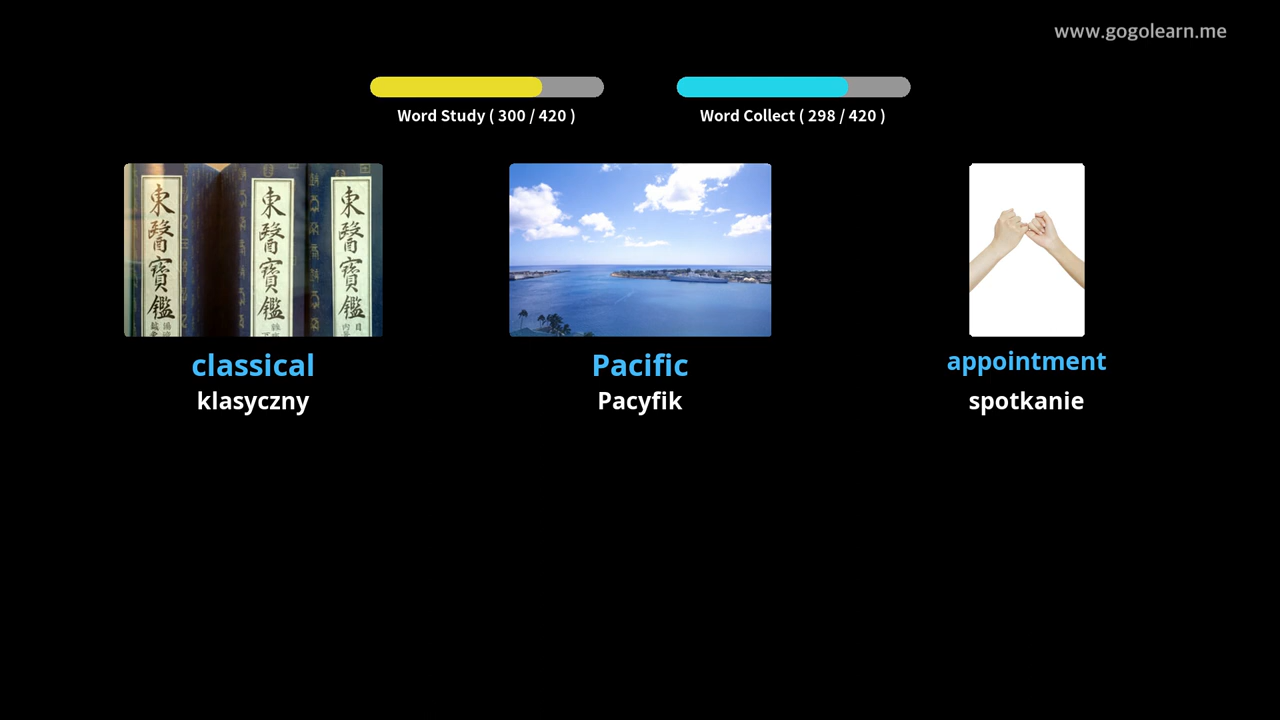 www.gogolearn.me
Word Study ( 300 / 420 )
Word Collect ( 298 / 420 )
東醫寶鑑
東醫寶鑑
東醫寶鑑
classical
klasyczny
Pacific
Pacyfik
appointment
spotkanie